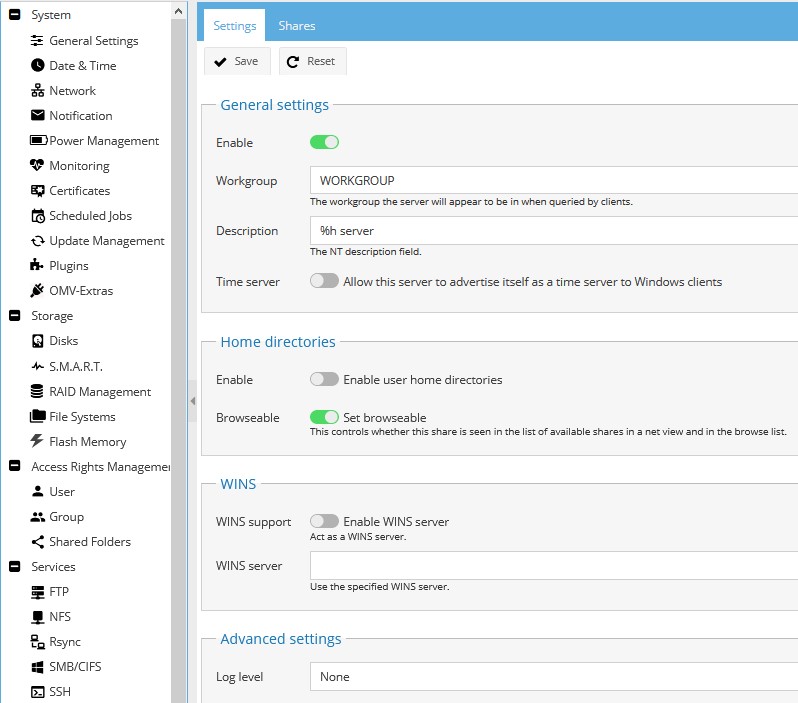 System
General Settings
Date & Time
Network
Notification
Power Management
Monitoring
Certificates
Scheduled Jobs
Update Management
Plugins
OMV-Extras
Storage
Disks
S.M.A.R.T.
RAID Management
File Systems
Flash Memory
Access Rights Managemen
User
Group
Shared Folders
Services
FTP
NFS
Rsync
SMB/CIFS
SSH
Settings Shares
Save Reset
General settings
Enable
Workgroup WORKGROUP
The workgroup the server will appear to be in when queried by clients.
Description %h server
The NT description field.
Time server Allow this server to advertise itself as a time server to Windows clients
Home directories
Enable Enable user home directories
Browseable Set browseable
This controls whether this share is seen in the list of available shares in a net view and in the browse list.
WINS
WINS support Enable WINS server
Act as a WINS server.
WINS server
Use the specified WINS server.
Advanced settings
Log level None